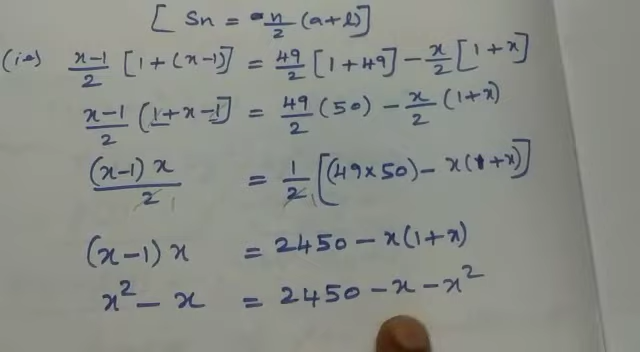 [ Sn = n/2 (a+l)]
(ie) x-1/2 [1+(x-1)] = 49/2 [1+49] - x/2 [1+x]
x-1/2 (1+x-1] = 49/2 (50) - x/2 (1+x)
(x-1) x/2 = 1/2 [(49×50) - x(1+x)]
(x-1) x = 2450 - x(1+x)
x² - x = 2450 - x - x²